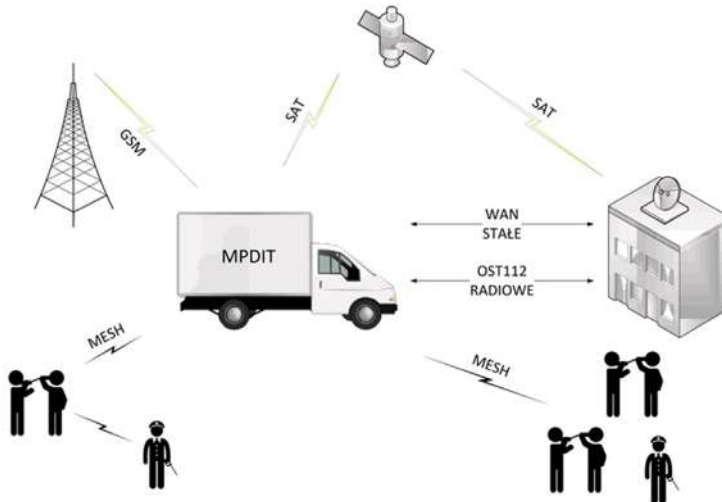 GSM
SAT
SAT
MPDIT
WAN
STAŁE
OST112
RADIOWE
MESH
MESH